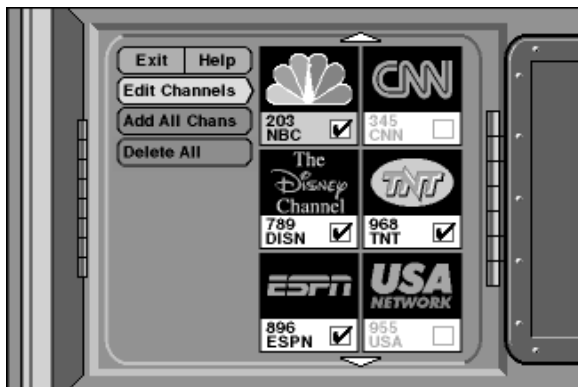 Exit Help
Edit Channels
Add All Chans
Delete All
CNN
203
NBC
345
CNN
The
Disney
Channel
TNT
789
DISN
968
TNT
ESPN
USA
NETWORK
896
ESPN
955
USA